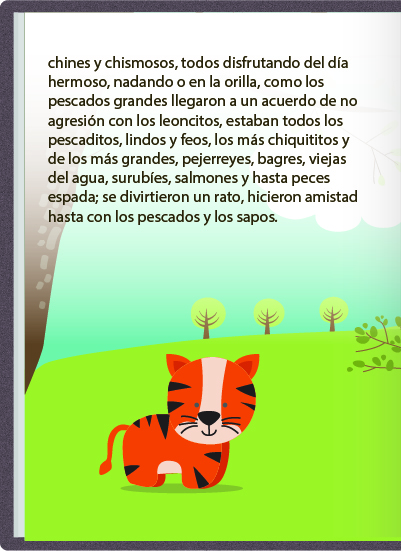 chines y chismosos, todos disfrutando del día
hermoso, nadando o en la orilla, como los
pescados grandes llegaron a un acuerdo de no
agresión con los leoncitos, estaban todos los
pescaditos, lindos y feos, los más chiquititos y
de los más grandes, pejerreyes, bagres, viejas
del agua, surubíes, salmones y hasta peces
espada; se divirtieron un rato, hicieron amistad
hasta con los pescados y los sapos.